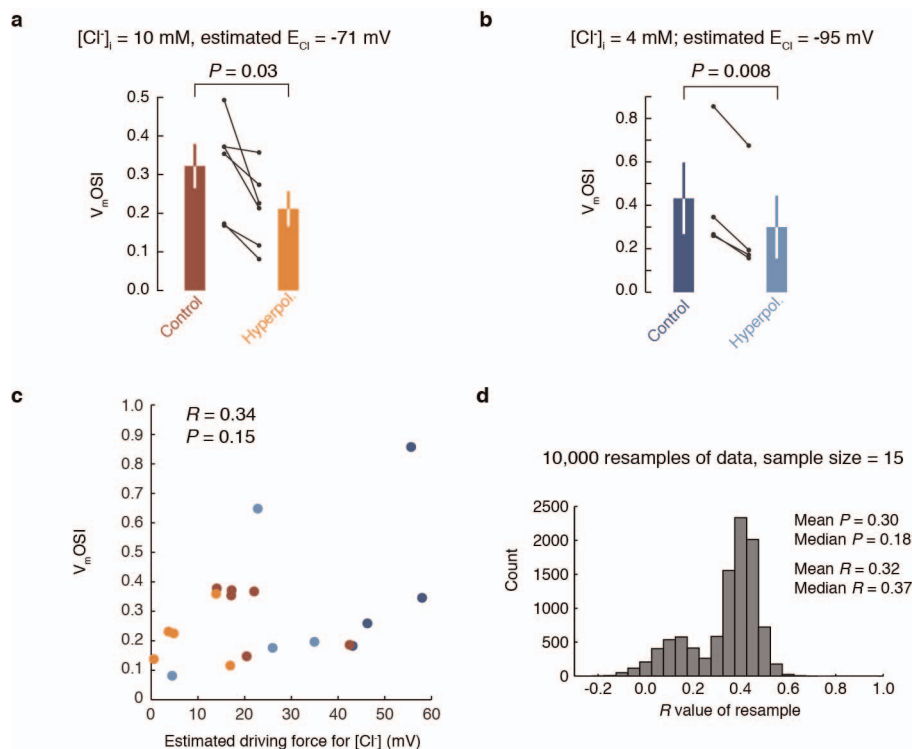 a
[Cl-]i = 10 mM, estimated ECl = -71 mV
P = 0.03
VmOSI
0.5
0.4
0.3
0.2
0.1
0.0
Control
Hyperpol.
b
[Cl-]i = 4 mM; estimated ECl = -95 mV
P = 0.008
VmOSI
0.8
0.6
0.4
0.2
0.0
Control
Hyperpol.
c
R = 0.34
P = 0.15
VmOSI
1.0
0.9
0.8
0.7
0.6
0.5
0.4
0.3
0.2
0.1
0
0 10 20 30 40 50 60
Estimated driving force for [Cl-] (mV)
d
10,000 resamples of data, sample size = 15
Mean P = 0.30
Median P = 0.18
Mean R = 0.32
Median R = 0.37
Count
2500
2000
1500
1000
500
0
-0.2 0.0 0.2 0.4 0.6 0.8 1.0
R value of resample